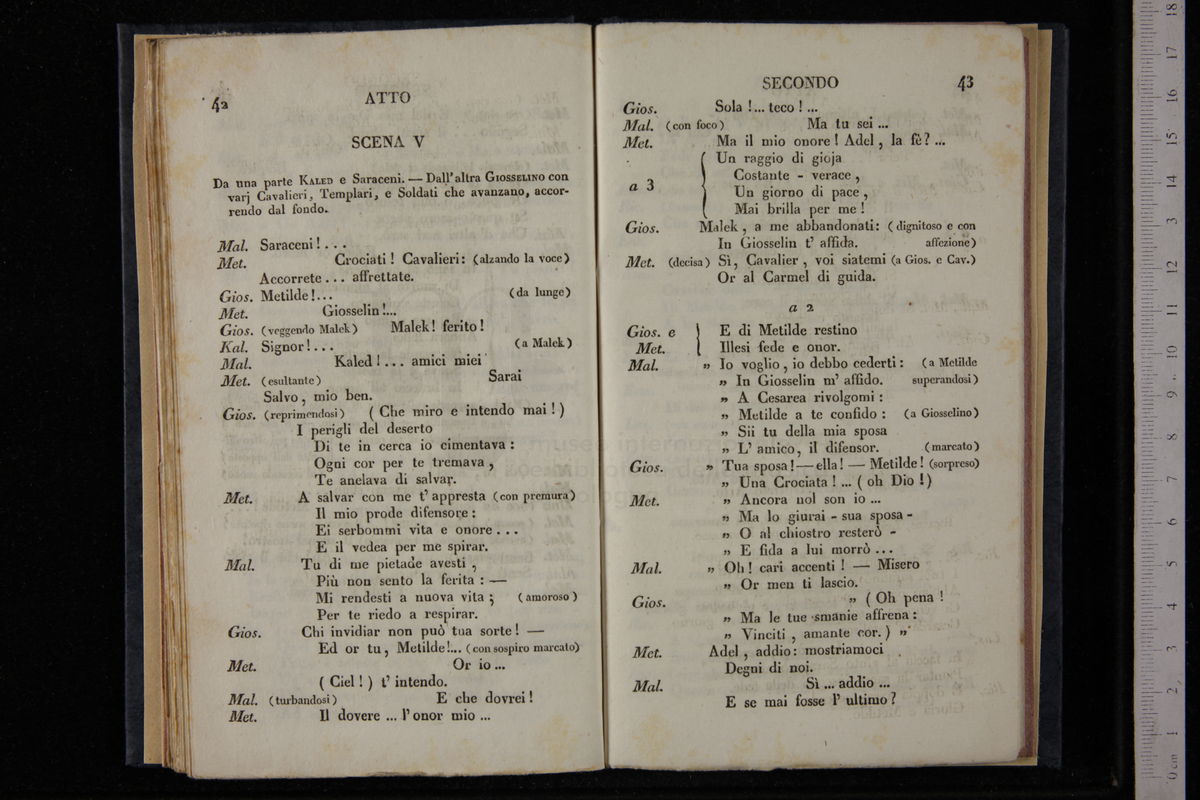 42
ATTO
SCENA V
Da una parte KALED e Saraceni. — Dall' altra GIOSSELINO con
varj Cavalieri, Templari, e Soldati che avanzano, accor-
rendo dal fondo.
Mal. Saraceni! . . .
Met. Crociati! Cavalieri: (alzando la voce)
Accorrete . . . affrettate.
Gios. Metilde!... (da lunge)
Met. Giosselin!...
Gios. (veggendo Malek) Malek! ferito!
Kal. Signor! . . . (a Malek)
Mal. Kaled! . . . amici miei
Met. (esultante) Sarai
Salvo, mio ben.
Gios. (reprimendosi) ( Che miro e intendo mai! )
I perigli del deserto
Di te in cerca io cimentava :
Ogni cor per te tremava ,
Te anelava di salvar.
Met. A salvar con me t' appresta (con premura)
Il mio prode difensore :
Ei serbommi vita e onore . . .
E il vedea per me spirar.
Mal. Tu di me pietade avesti ,
Più non sento la ferita : —
Mi rendesti a nuova vita ; (amoroso)
Per te riedo a respirar.
Gios. Chi invidiar non può tua sorte! —
Ed or tu, Metilde!... (con sospiro marcato)
Met. Or io ...
( Ciel! ) t' intendo.
Mal. (turbandosi) E che dovrei!
Met. Il dovere ... l' onor mio ...
SECONDO
43
Gios. Sola !... teco ! ...
Mal. (con foco) Ma tu sei ...
Met. Ma il mio onore! Adel , la fè? ...
a 3
Un raggio di gioja
Costante - verace ,
Un giorno di pace ,
Mai brilla per me !
Gios. Malek , a me abbandonati: (dignitoso e con
In Giosselin t' affida. affezione)
Met. (decisa) Sì, Cavalier , voi siatemi (a Gios. e Cav.)
Or al Carmel di guida.
a 2
Gios. e E di Metilde restino
Met. Illesi fede e onor.
Mal. „ Io voglio , io debbo cederti : (a Metilde
„ In Giosselin m' affido. superandosi)
„ A Cesarea rivolgomi :
„ Metilde a te confido : (a Giosselino)
„ Sii tu della mia sposa
„ L' amico, il difensor. (marcato)
Gios. „ Tua sposa! — ella! — Metilde! (sorpreso)
„ Una Crociata ! ... ( oh Dio !)
Met. „ Ancora nol son io ...
„ Ma lo giurai - sua sposa -
„ O al chiostro resterò -
„ E fida a lui morrò . . .
Mal. „ Oh! cari accenti ! — Misero
„ Or men ti lascio.
Gios. „ ( Oh pena !
„ Ma le tue smanie affrena :
„ Vinciti , amante cor. ) „
Met. Adel , addio: mostriamoci
Degni di noi.
Mal. Sì ... addio ...
E se mai fosse l' ultimo ?